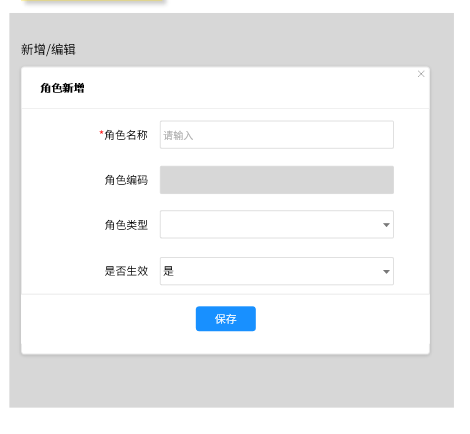 新增/编辑
角色新增
*角色名称 请输入
角色编码
角色类型
是否生效 是
保存